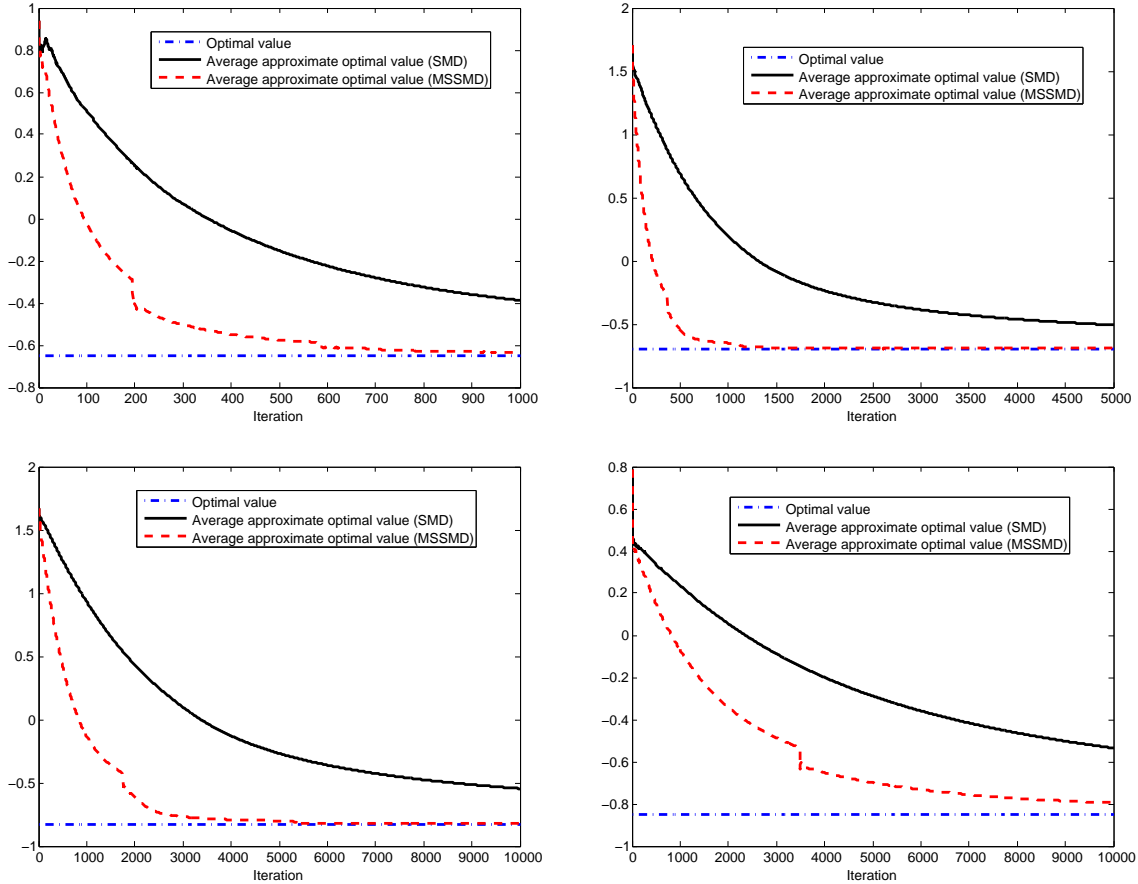 1
0.8
0.6
0.4
0.2
0
−0.2
−0.4
−0.6
−0.8
Optimal value
Average approximate optimal value (SMD)
Average approximate optimal value (MSSMD)
0 100 200 300 400 500 600 700 800 900 1000
Iteration
2
1.5
1
0.5
0
−0.5
−1
Optimal value
Average approximate optimal value (SMD)
Average approximate optimal value (MSSMD)
0 500 1000 1500 2000 2500 3000 3500 4000 4500 5000
Iteration
2
1.5
1
0.5
0
−0.5
−1
Optimal value
Average approximate optimal value (SMD)
Average approximate optimal value (MSSMD)
0 1000 2000 3000 4000 5000 6000 7000 8000 9000 10000
Iteration
0.8
0.6
0.4
0.2
0
−0.2
−0.4
−0.6
−0.8
−1
Optimal value
Average approximate optimal value (SMD)
Average approximate optimal value (MSSMD)
0 1000 2000 3000 4000 5000 6000 7000 8000 9000 10000
Iteration